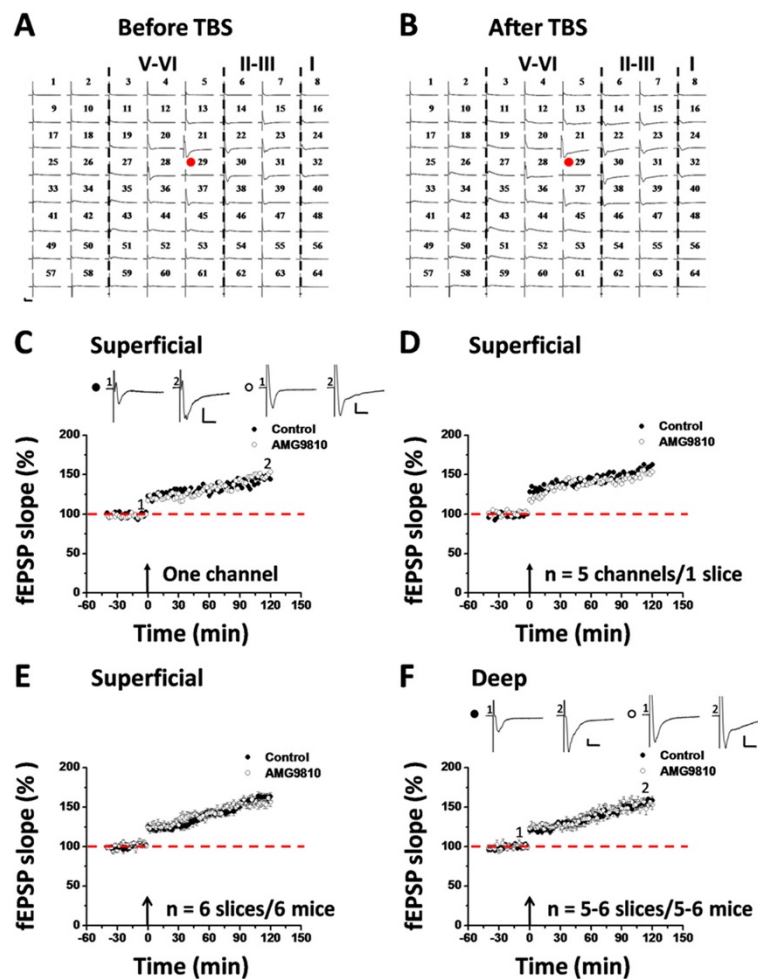 A Before TBS
V-VI II-III I
1 2 3 4 5 6 7 8
9 10 11 12 13 14 15 16
17 18 19 20 21 22 23 24
25 26 27 28 29 30 31 32
33 34 35 36 37 38 39 40
41 42 43 44 45 46 47 48
49 50 51 52 53 54 55 56
57 58 59 60 61 62 63 64
B After TBS
V-VI II-III I
1 2 3 4 5 6 7 8
9 10 11 12 13 14 15 16
17 18 19 20 21 22 23 24
25 26 27 28 29 30 31 32
33 34 35 36 37 38 39 40
41 42 43 44 45 46 47 48
49 50 51 52 53 54 55 56
57 58 59 60 61 62 63 64
C Superficial
1 2 1 2
Control
AMG9810
200
150
100
50
0
1 2
fEPSP slope (%)
One channel
-60 -30 0 30 60 90 120 150
Time (min)
D Superficial
Control
AMG9810
200
150
100
50
0
fEPSP slope (%)
n = 5 channels/1 slice
-60 -30 0 30 60 90 120 150
Time (min)
E Superficial
Control
AMG9810
200
150
100
50
0
fEPSP slope (%)
n = 6 slices/6 mice
-60 -30 0 30 60 90 120 150
Time (min)
F Deep
1 2 1 2
Control
AMG9810
200
150
100
50
0
1 2
fEPSP slope (%)
n = 5-6 slices/5-6 mice
-60 -30 0 30 60 90 120 150
Time (min)